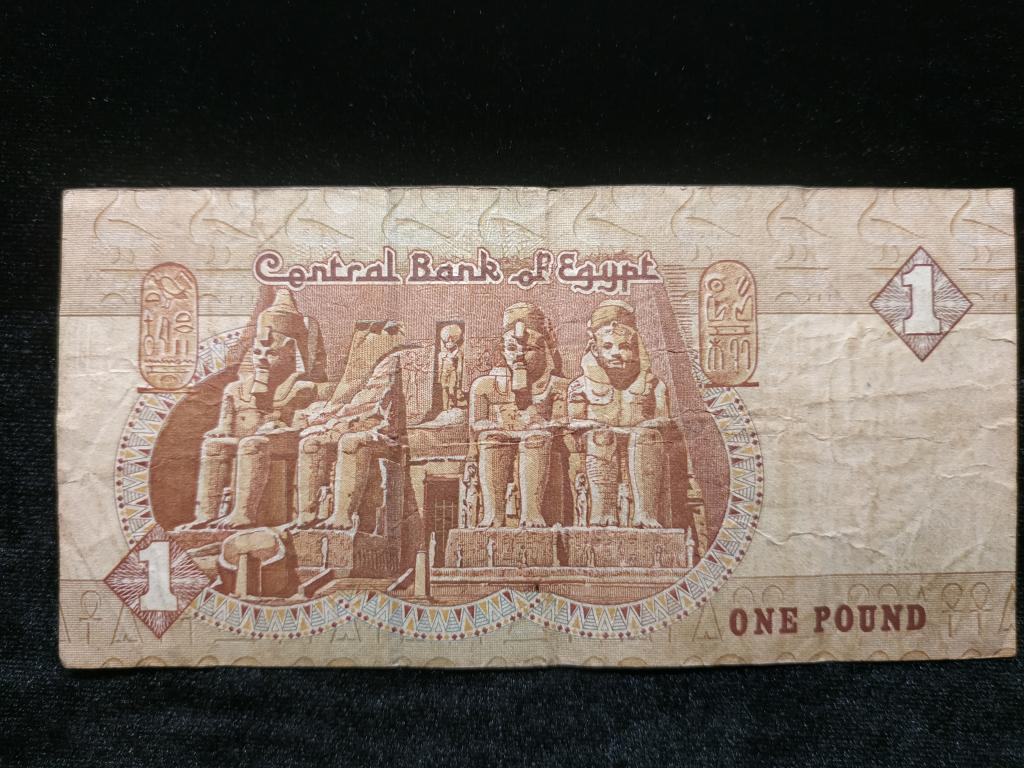 Central Bank of Egypt
1
1
ONE POUND